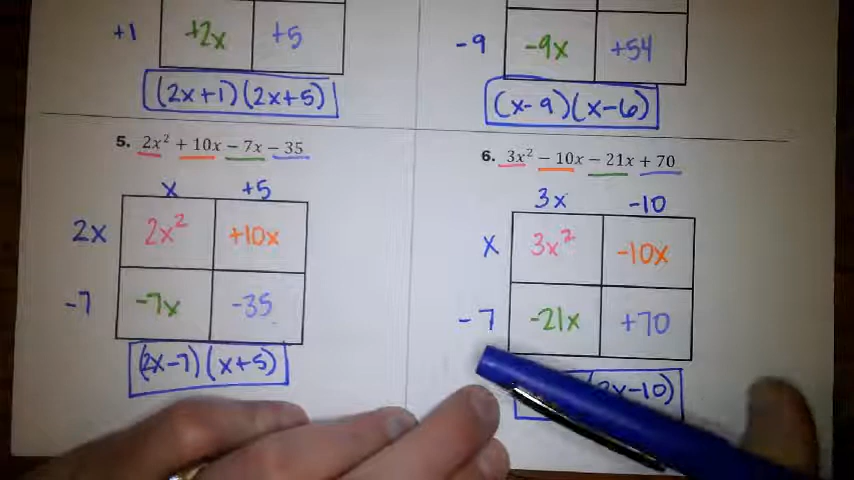 +1 +2x +5
(2x+1)(2x+5)
-9 -9x +54
(x-9)(x-6)
5. 2x² + 10x - 7x - 35
x +5
2x 2x² +10x
-7 -7x -35
(2x-7)(x+5)
6. 3x² - 10x - 21x + 70
3x -10
x 3x² -10x
-7 -21x +70
x-10)